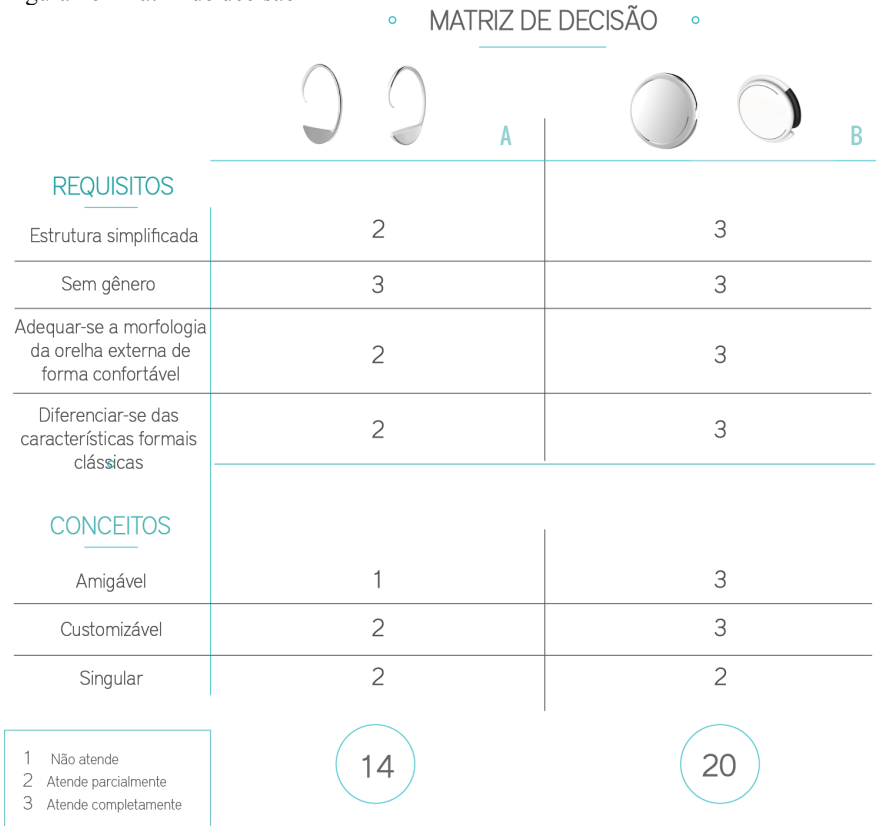 MATRIZ DE DECISÃO
A
B
REQUISITOS
Estrutura simplificada 2 3
Sem gênero 3 3
Adequar-se a morfologia
da orelha externa de
forma confortável
2 3
Diferenciar-se das
características formais
clássicas
2 3
CONCEITOS
Amigável 1 3
Customizável 2 3
Singular 2 2
1 Não atende
2 Atende parcialmente
3 Atende completamente
14 20